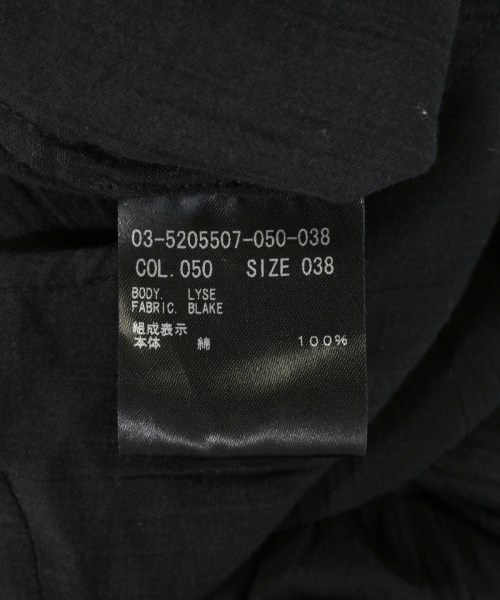 03-5205507-050-038
COL.050 SIZE 038
BODY. LYSE
FABRIC. BLAKE
組成表示
本体 綿 100%